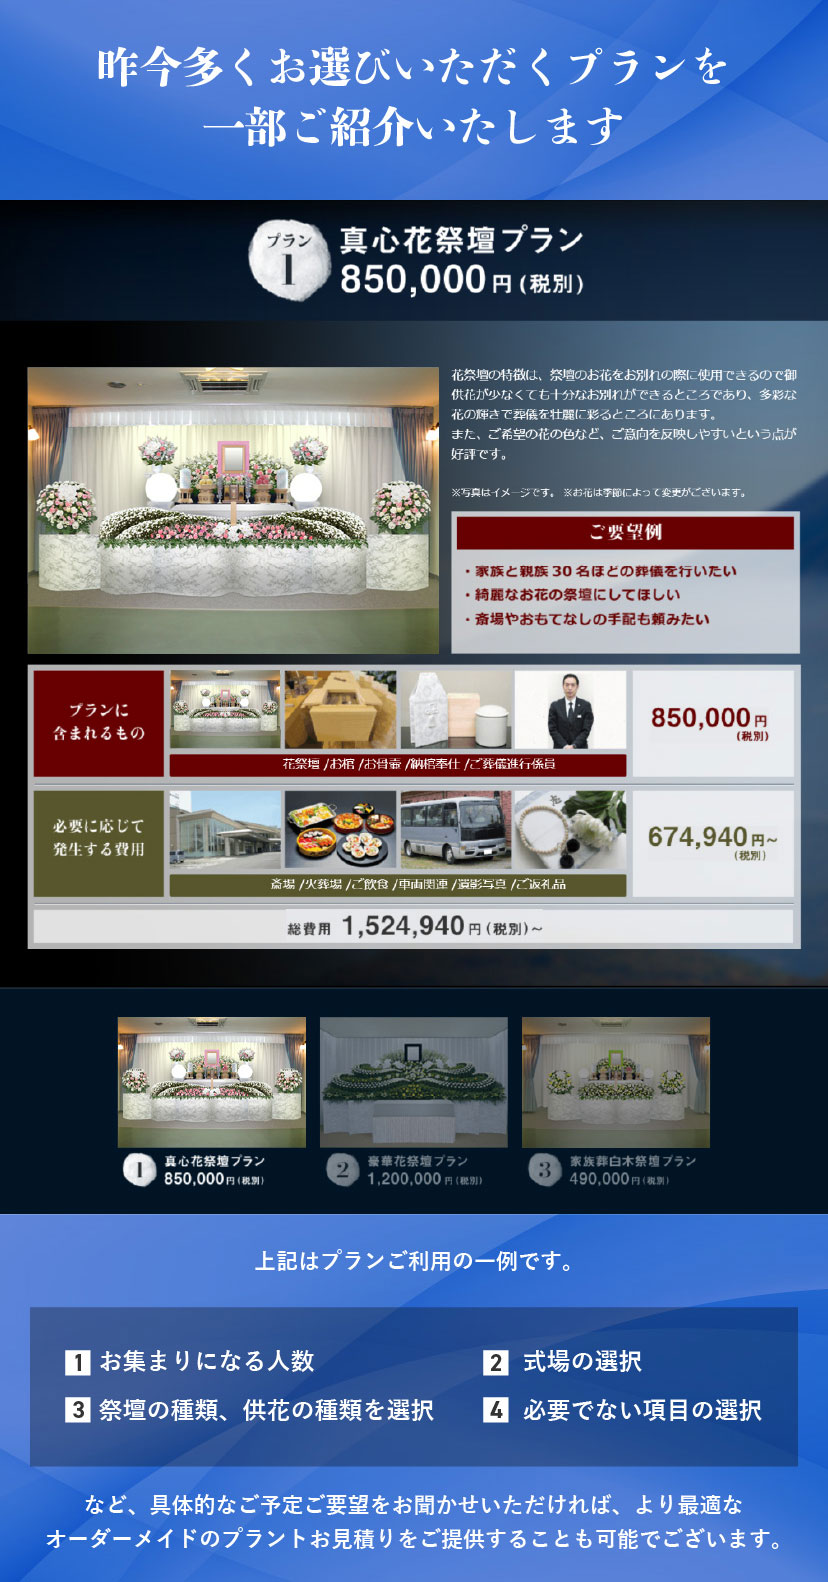 昨今多くお選びいただくプランを
一部ご紹介いたします
プラン
1
真心花祭壇プラン
850,000円(税別)
花祭壇の特徴は、祭壇のお花をお別れの際に使用できるので御
供花が少なくても十分なお別れができるところであり、多彩な
花の輝きで葬儀を壮麗に彩るところにあります。
また、ご希望の花の色など、ご意向を反映しやすいという点が
好評です。
※写真はイメージです。 ※お花は季節によって変更がございます。
ご要望例
・家族と親族30名ほどの葬儀を行いたい
・綺麗なお花の祭壇にしてほしい
・斎場やおもてなしの手配も頼みたい
プランに
含まれるもの
花祭壇 /お棺 /お骨壷 /納棺奉仕 /ご葬儀進行係員
850,000円
(税別)
必要に応じて
発生する費用
斎場 /火葬場 /ご飲食 /車両関連 /遺影写真 /ご返礼品
674,940円~
(税別)
総費用 1,524,940円(税別)~
1
真心花祭壇プラン
850,000円(税別)
2
豪華花祭壇プラン
1,200,000円(税別)
3
家族葬白木祭壇プラン
490,000円(税別)
上記はプランご利用の一例です。
1 お集まりになる人数
2 式場の選択
3 祭壇の種類、供花の種類を選択
4 必要でない項目の選択
など、具体的なご予定ご要望をお聞かせいただければ、より最適な
オーダーメイドのプラントお見積りをご提供することも可能でございます。